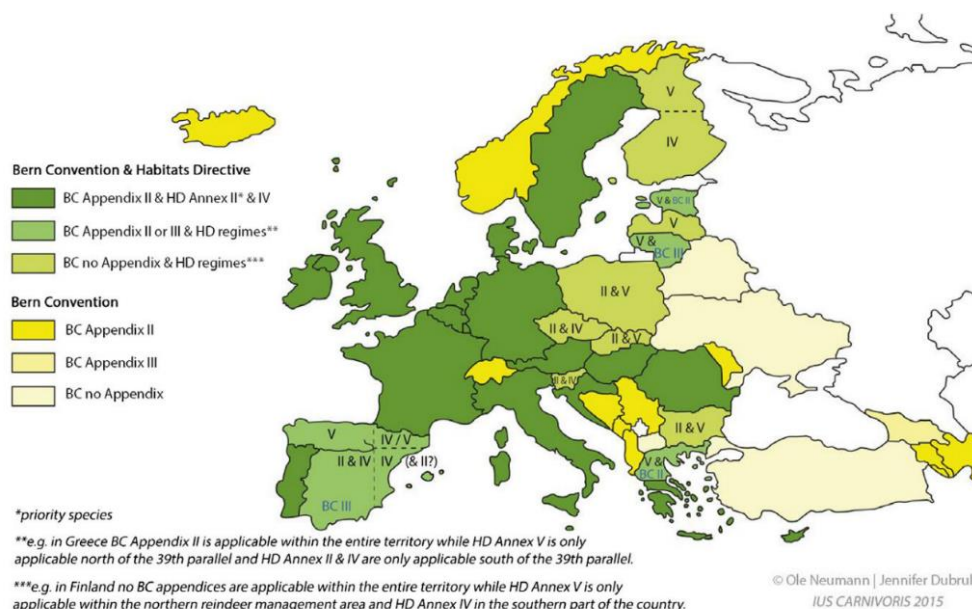 Bern Convention & Habitats Directive
BC Appendix II & HD Annex II* & IV
BC Appendix II or III & HD regimes**
BC no Appendix & HD regimes***
Bern Convention
BC Appendix II
BC Appendix III
BC no Appendix
V
IV
V & BC II
V
V &
BC III
II & V
II & IV
II & V
II & IV
II & V
V
IV / V
II & IV
IV
(& II?)
BC III
V &
BC II
*priority species
**e.g. in Greece BC Appendix II is applicable within the entire territory while HD Annex V is only
applicable north of the 39th parallel and HD Annex II & IV are only applicable south of the 39th parallel.
***e.g. in Finland no BC appendices are applicable within the entire territory while HD Annex V is only
applicable within the northern reindeer management area and HD Annex IV in the southern part of the country.
© Ole Neumann | Jennifer
IUS CARNIVORIS 2015